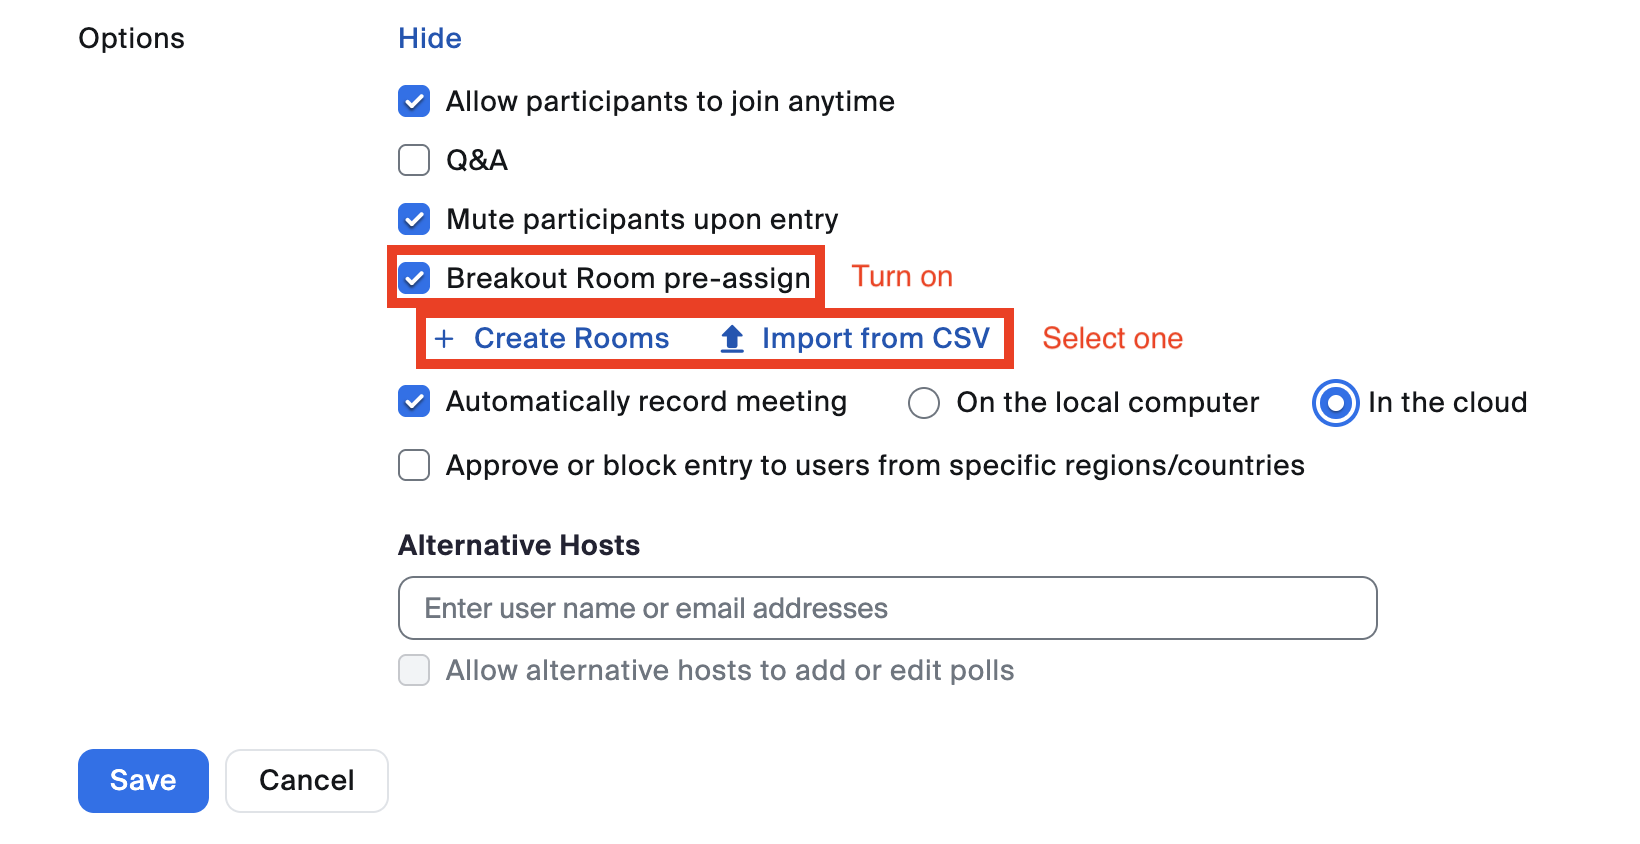 Options Hide
Allow participants to join anytime
Q&A
Mute participants upon entry
Breakout Room pre-assign Turn on
+ Create Rooms Import from CSV Select one
Automatically record meeting On the local computer In the cloud
Approve or block entry to users from specific regions/countries
Alternative Hosts
Enter user name or email addresses
Allow alternative hosts to add or edit polls
Save Cancel